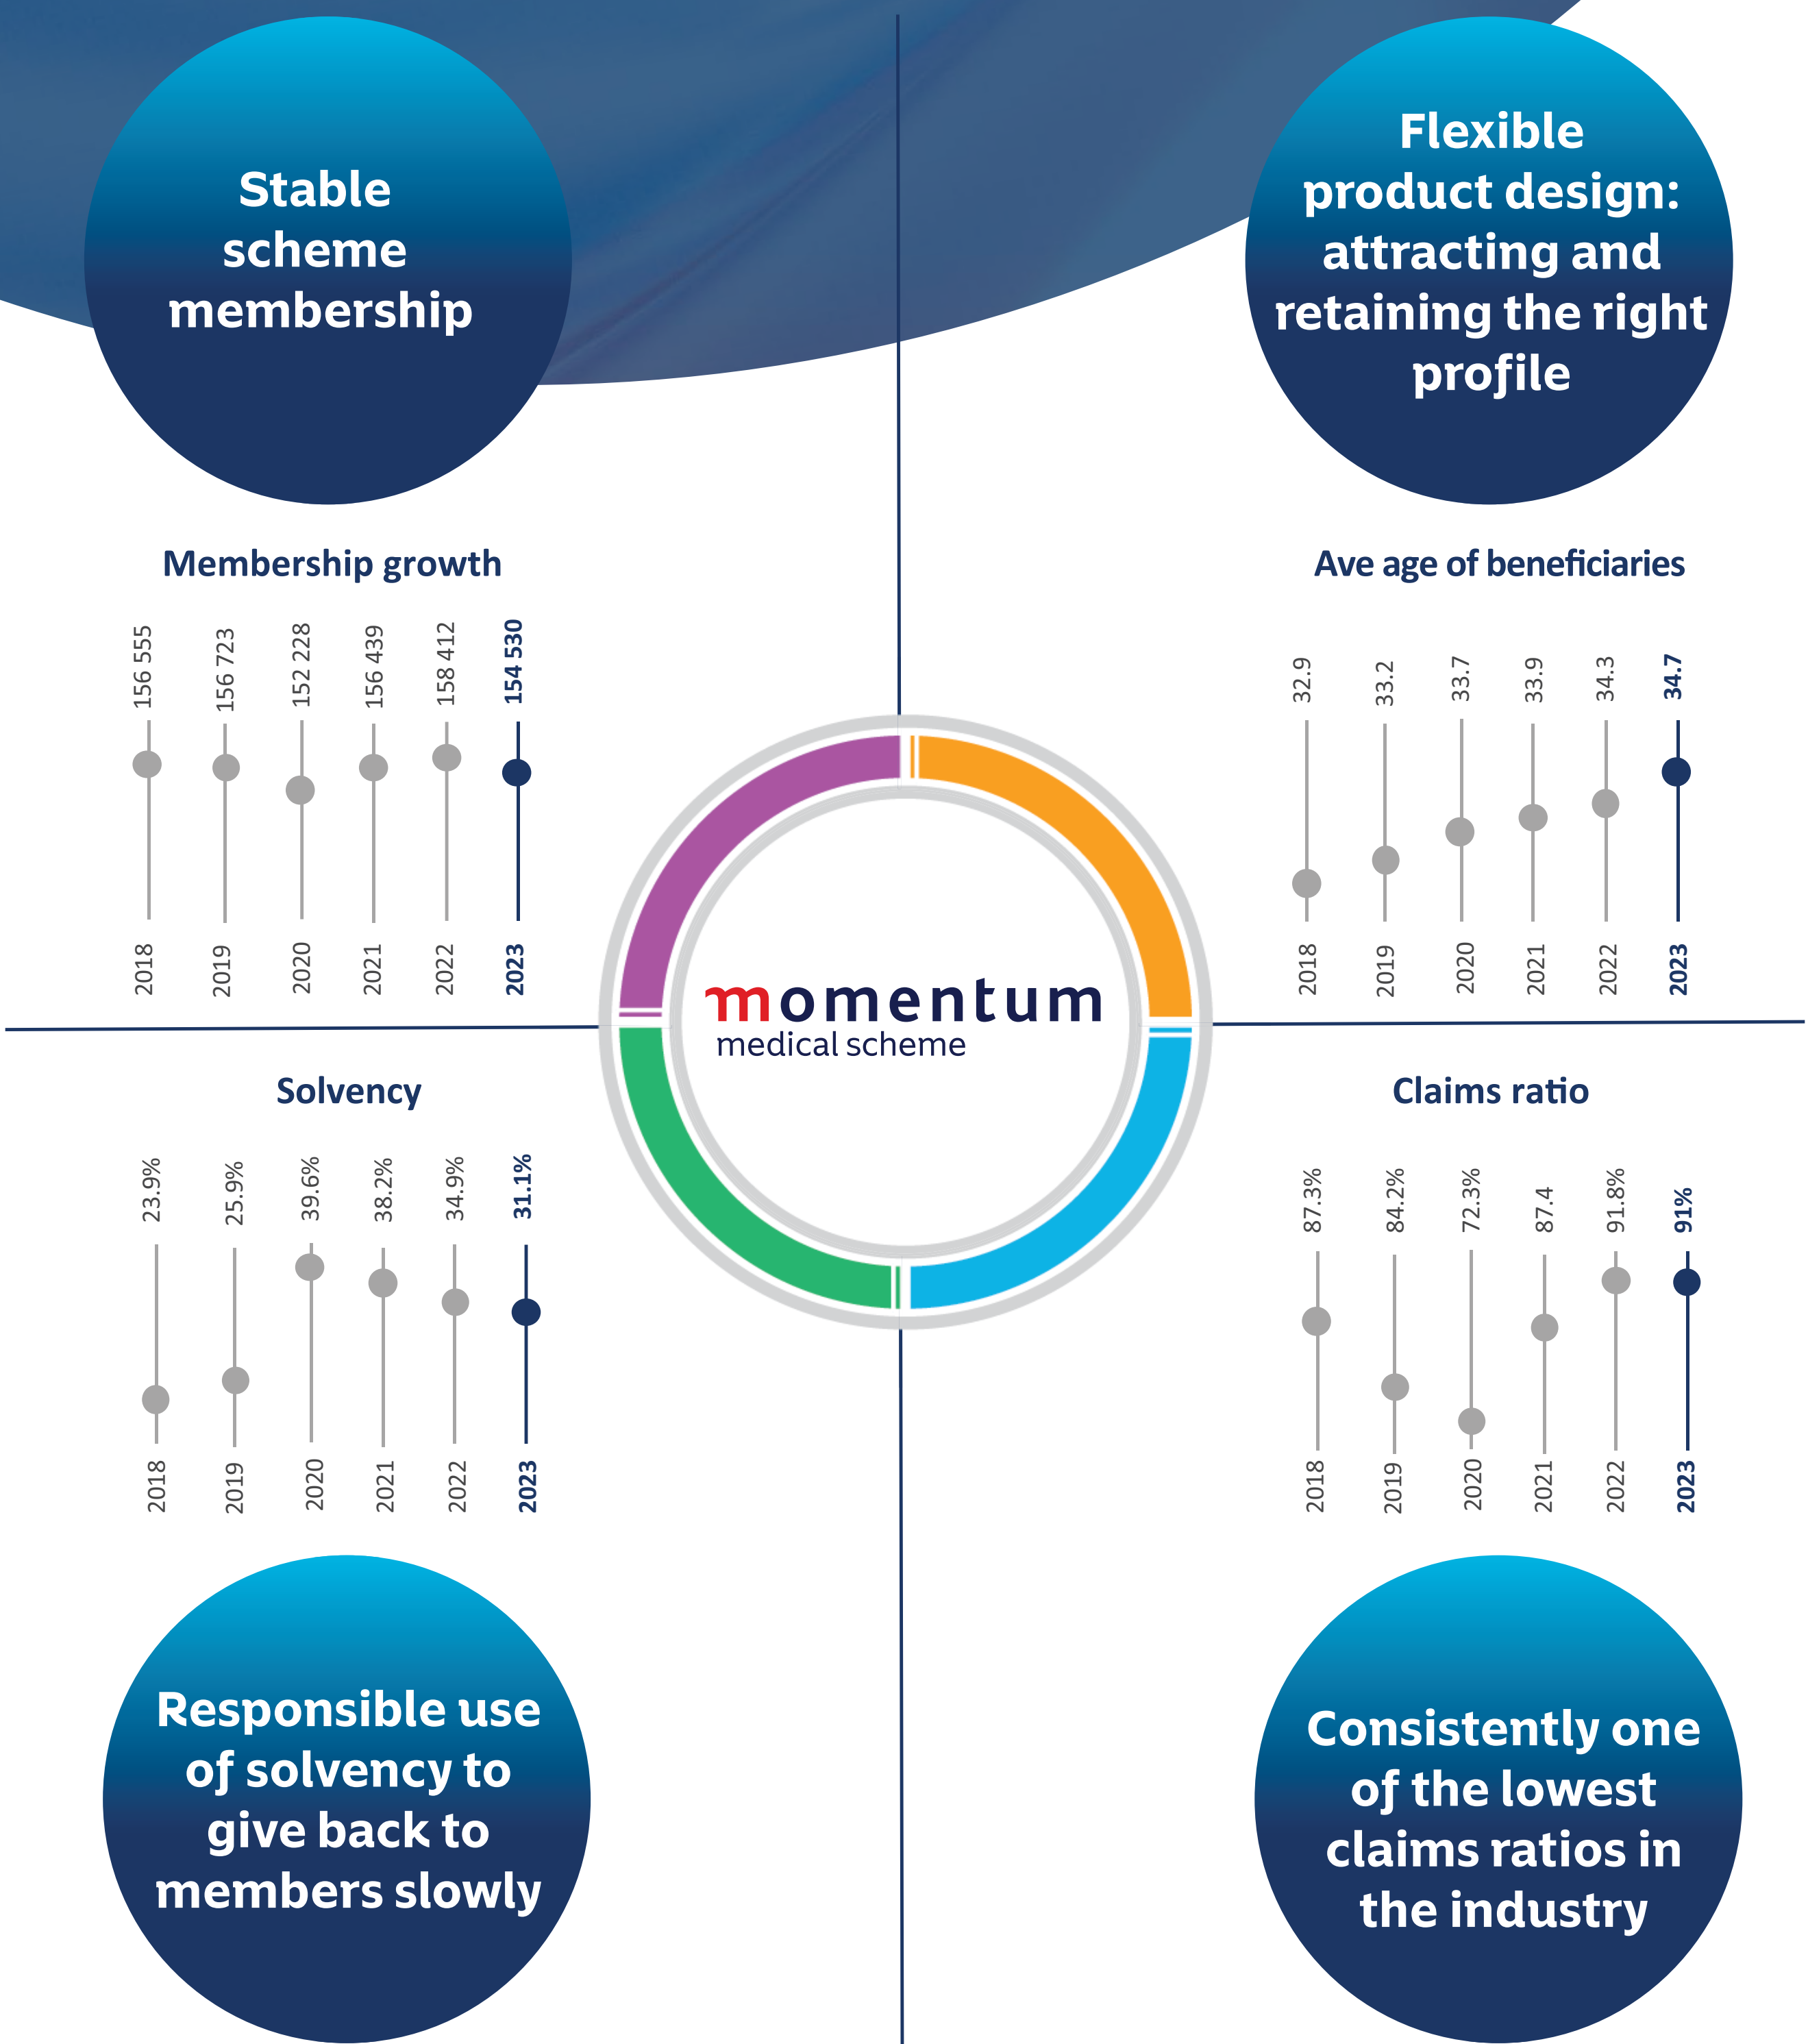 Stable
scheme
membership
Flexible
product design:
attracting and
retaining the right
profile
Membership growth
156 555
156 723
152 228
156 439
158 412
154 530
2018
2019
2020
2021
2022
2023
Ave age of beneficiaries
32.9
33.2
33.7
33.9
34.3
34.7
2018
2019
2020
2021
2022
2023
momentum
medical scheme
Solvency
23.9%
25.9%
39.6%
38.2%
34.9%
31.1%
2018
2019
2020
2021
2022
2023
Claims ratio
87.3%
84.2%
72.3%
87.4
91.8%
91%
2018
2019
2020
2021
2022
2023
Responsible use
of solvency to
give back to
members slowly
Consistently one
of the lowest
claims ratios in
the industry